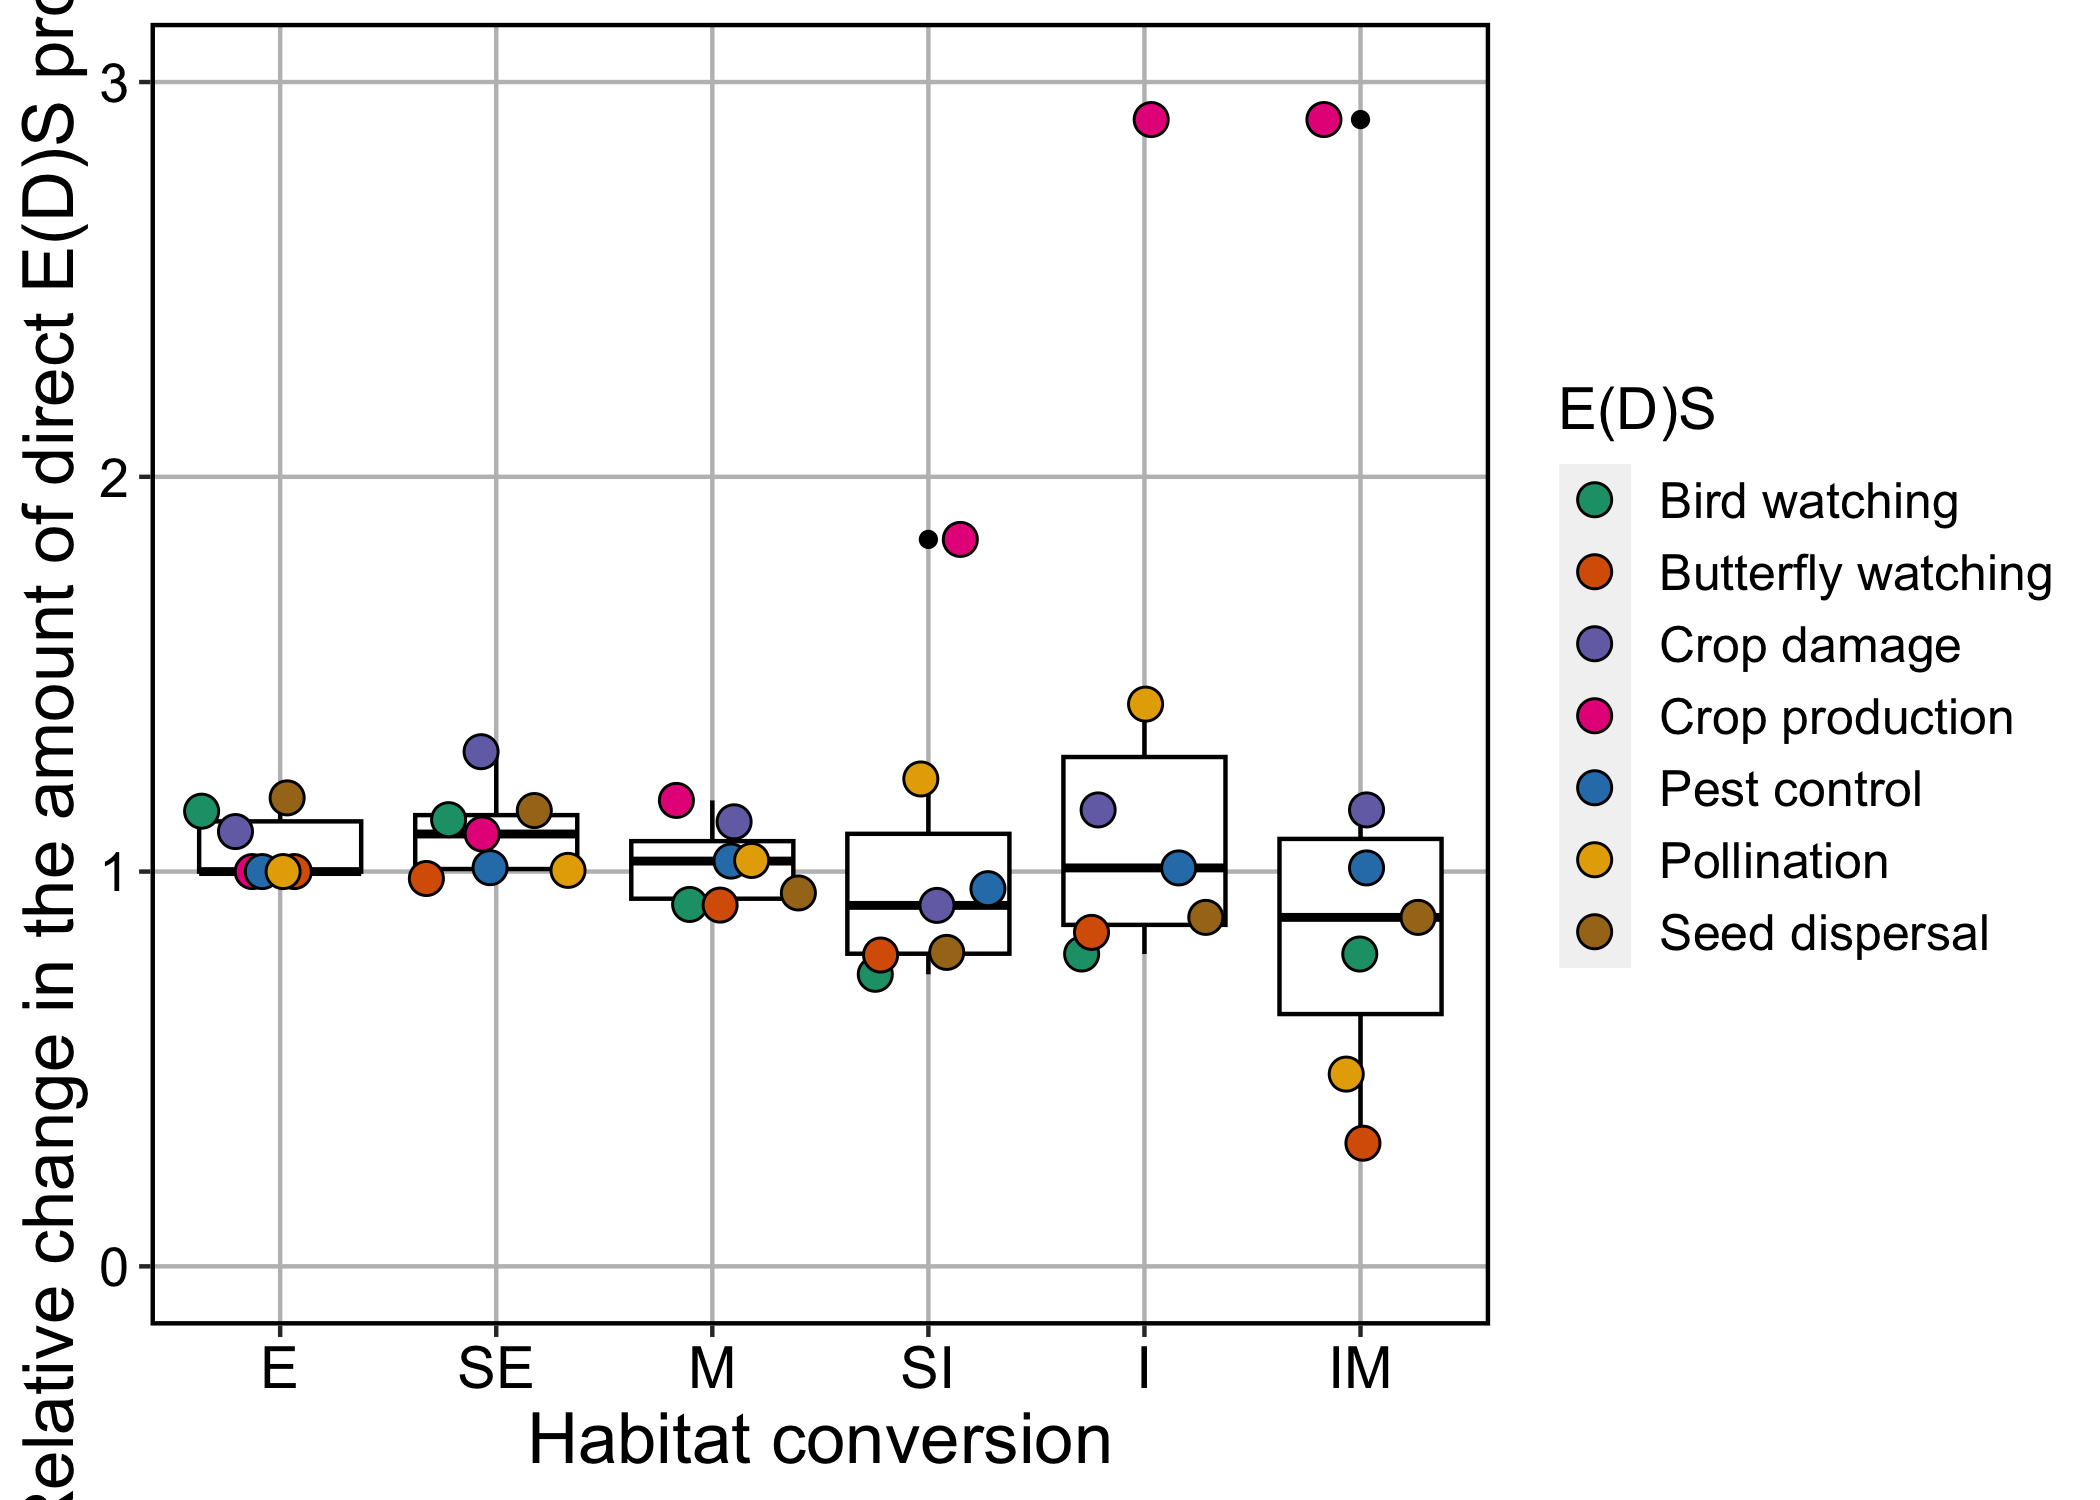 Relative change in the amount of direct E(D)S
3
2
1
0
E SE M SI I IM
Habitat conversion
E(D)S
Bird watching
Butterfly watching
Crop damage
Crop production
Pest control
Pollination
Seed dispersal